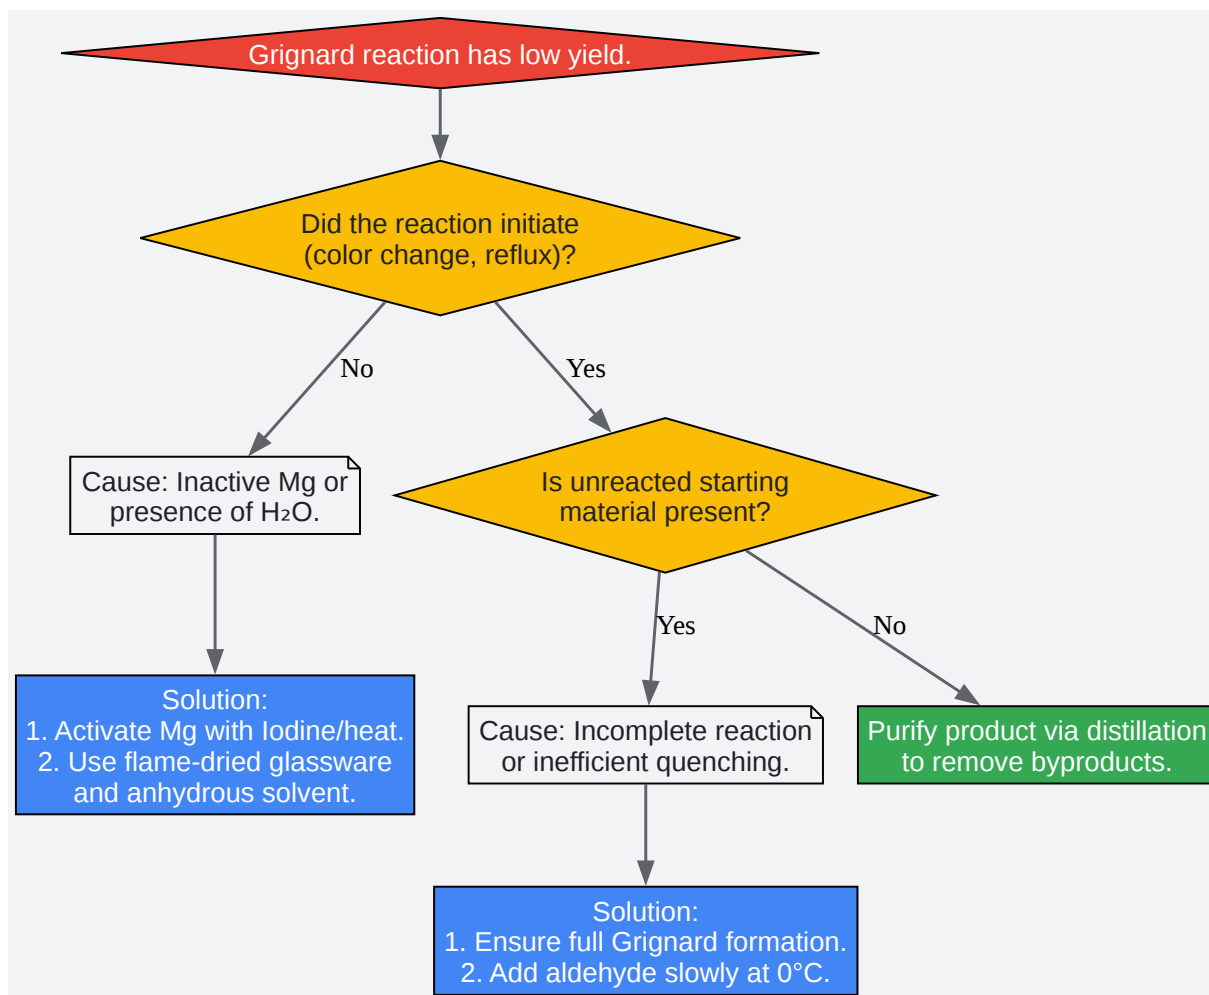 Grignard reaction has low yield.
Did the reaction initiate
(color change, reflux)?
No
Yes
Cause: Inactive Mg or
presence of H₂O.
Is unreacted starting
material present?
Yes
No
Solution:
1. Activate Mg with Iodine/heat.
2. Use flame-dried glassware
and anhydrous solvent.
Cause: Incomplete reaction
or inefficient quenching.
Purify product via distillation
to remove byproducts.
Solution:
1. Ensure full Grignard formation.
2. Add aldehyde slowly at 0°C.